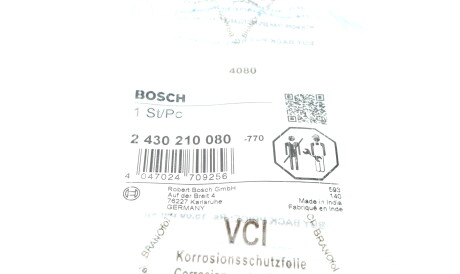 4080
BOSCH
1 St/Pc
2 430 210 080 -770
4 047024 709256
Robert Bosch GmbH
Auf der Breit 4
76227 Karlsruhe
GERMANY
593
140
Made in India
Fabriqué en Inde
VCI
Korrosionsschutzfolie